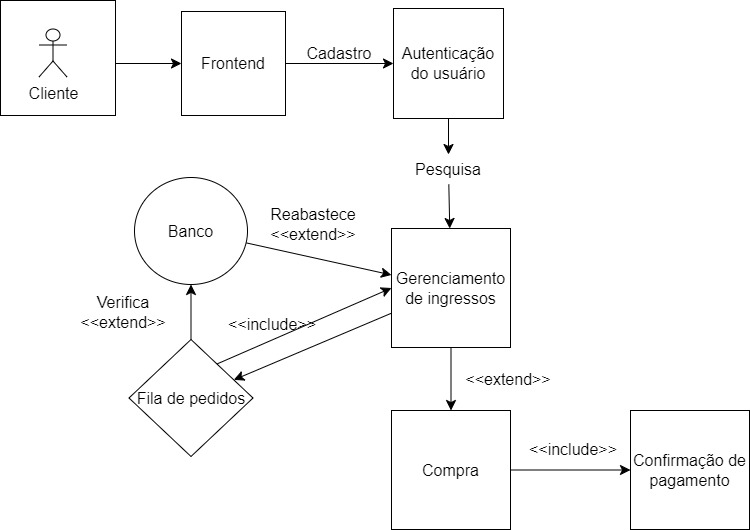 Cliente
Frontend
Cadastro
Autenticação
do usuário
Pesquisa
Banco
Reabastece
<<extend>>
Gerenciamento
de ingressos
Verifica
<<extend>>
<<include>>
Fila de pedidos
<<extend>>
Compra
<<include>>
Confirmação de
pagamento